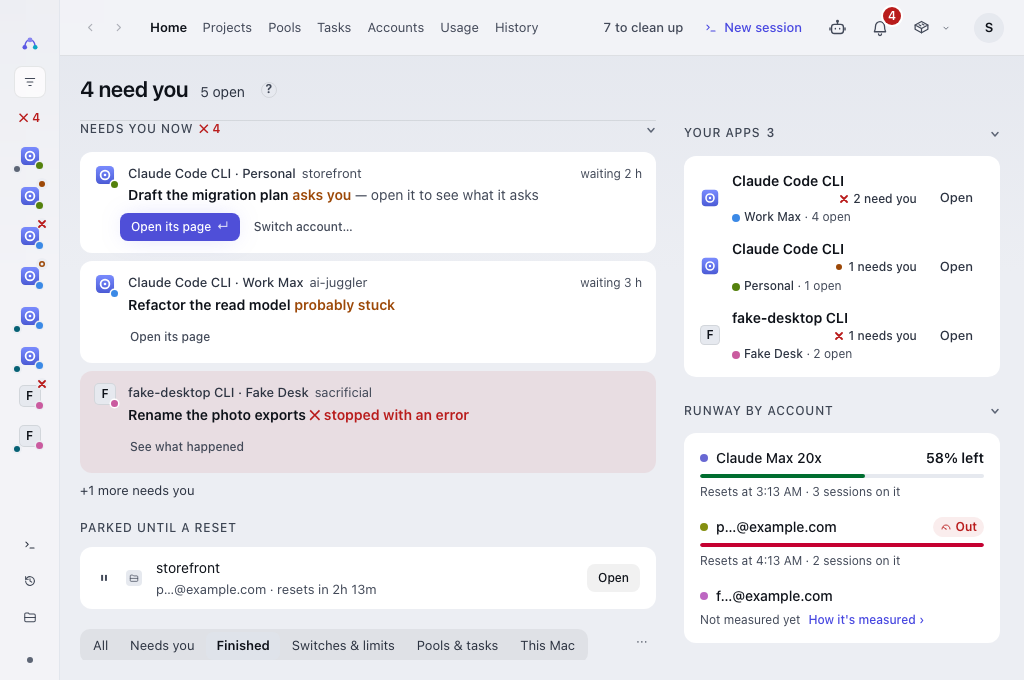 Home Projects Pools Tasks Accounts Usage History 7 to clean up New session 4 S
4
4 need you 5 open ?
NEEDS YOU NOW 4
Claude Code CLI · Personal storefront waiting 2 h
Draft the migration plan asks you — open it to see what it asks
Open its page ↵ Switch account…
Claude Code CLI · Work Max ai-juggler waiting 3 h
Refactor the read model probably stuck
Open its page
F fake-desktop CLI · Fake Desk sacrificial
Rename the photo exports stopped with an error
See what happened
+1 more needs you
PARKED UNTIL A RESET
storefront
p…@example.com · resets in 2h 13m
Open
All Needs you Finished Switches & limits Pools & tasks This Mac …
YOUR APPS 3
Claude Code CLI
2 need you Open
Work Max · 4 open
Claude Code CLI
1 needs you Open
Personal · 1 open
fake-desktop CLI
F 1 needs you Open
Fake Desk · 2 open
RUNWAY BY ACCOUNT
Claude Max 20x 58% left
Resets at 3:13 AM · 3 sessions on it
p…@example.com Out
Resets at 4:13 AM · 2 sessions on it
f…@example.com
Not measured yet How it's measured ›
F
F